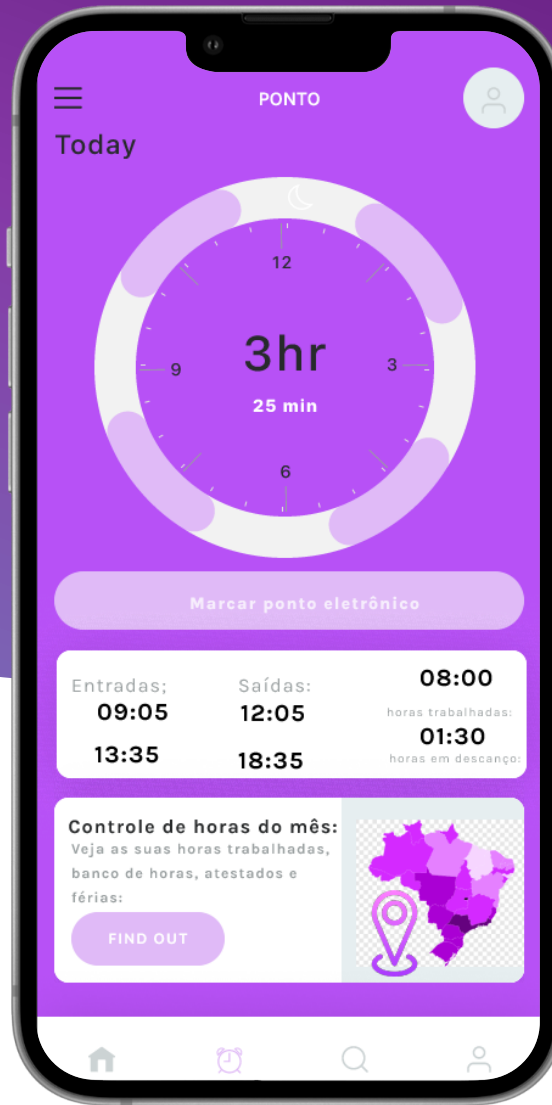 PONTO
Today
12
3hr
9
3
25 min
6
Marcar ponto eletrônico
Entradas;
Saídas:
08:00
09:05
12:05
horas trabalhadas:
01:30
13:35
18:35
horas em descanço:
Controle de horas do mês:
Veja as suas horas trabalhadas,
banco de horas, atestados e
férias:
FIND OUT